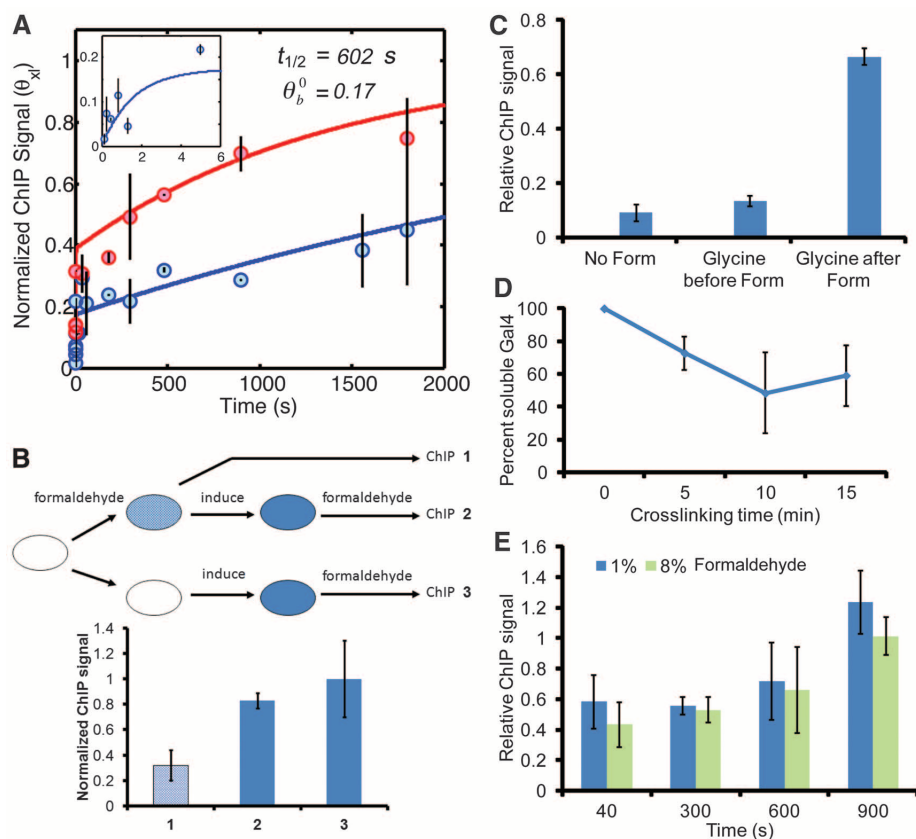 A
Normalized ChIP Signal (θxl)
1
0.8
0.6
0.4
0.2
0
0.2
0.1
0
0 2 4 6
t1/2 = 602 s
θb0 = 0.17
0 500 1000 1500 2000
Time (s)
B
formaldehyde
induce
formaldehyde
induce
formaldehyde
ChIP 1
ChIP 2
ChIP 3
Normalized ChIP signal
1.4
1.2
1
0.8
0.6
0.4
0.2
0
1 2 3
C
Relative ChIP signal
0.8
0.6
0.4
0.2
0
No Form
Glycine before Form
Glycine after Form
D
Percent soluble Gal4
100
80
60
40
20
0
0 5 10 15
Crosslinking time (min)
E
1% 8% Formaldehyde
Relative ChIP signal
1.6
1.4
1.2
1
0.8
0.6
0.4
0.2
0
40 300 600 900
Time (s)